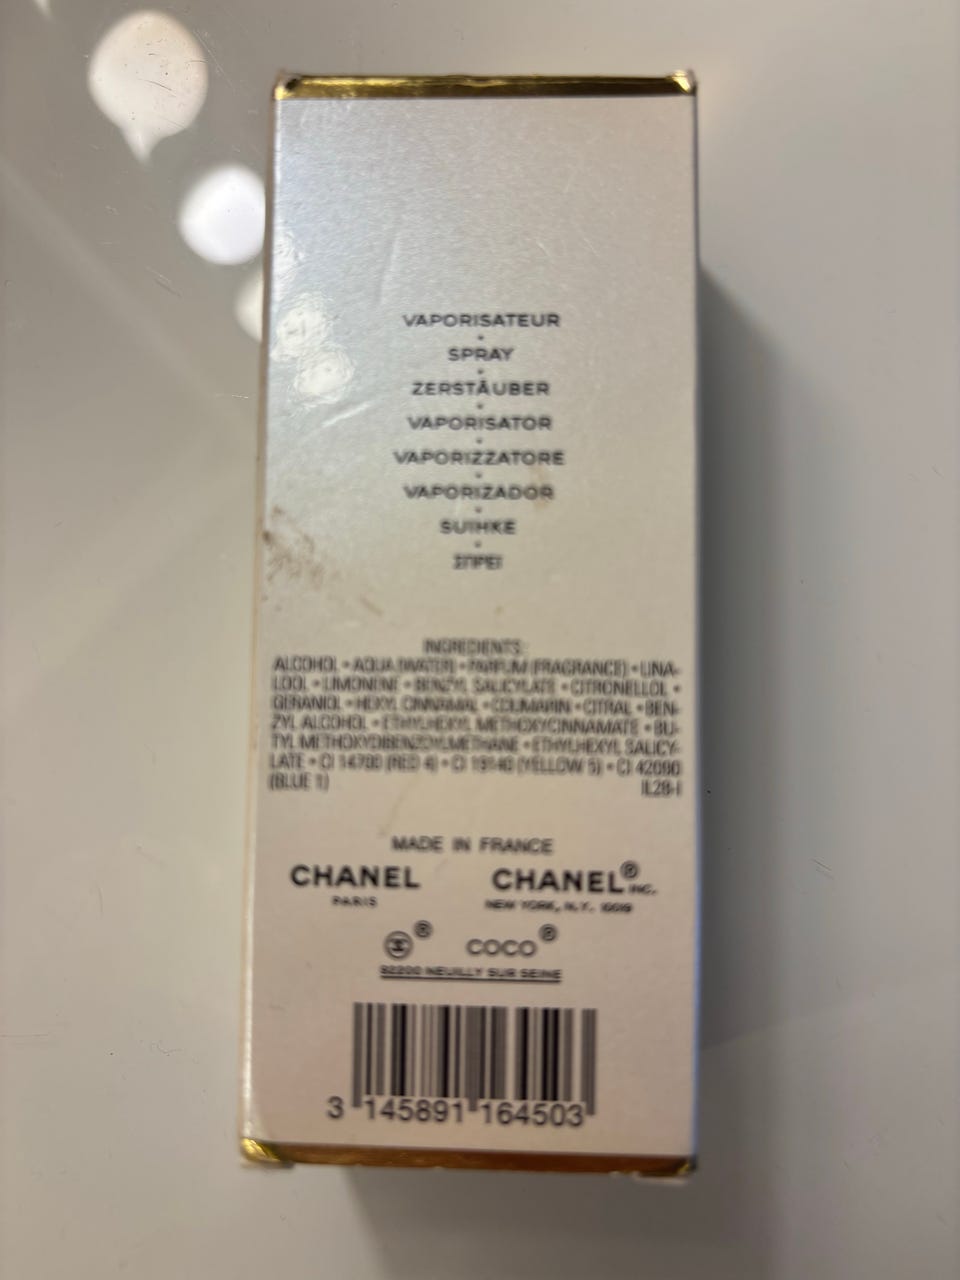 VAPORISATEUR
•
SPRAY
•
ZERSTÄUBER
•
VAPORISATOR
•
VAPORIZZATORE
•
VAPORIZADOR
•
SUIHKE
•
ΣΠΡΕΪ
INGREDIENTS:
ALCOHOL • AQUA (WATER) • PARFUM (FRAGRANCE) • LINA-
LOOL • LIMONENE • BENZYL SALICYLATE • CITRONELLOL •
GERANIOL • HEXYL CINNAMAL • COUMARIN • CITRAL • BEN-
ZYL ALCOHOL • ETHYLHEXYL METHOXYCINNAMATE • BU-
TYL METHOXYDIBENZOYLMETHANE • ETHYLHEXYL SALICY-
LATE • CI 14700 (RED 4) • CI 19140 (YELLOW 5) • CI 42090
(BLUE 1) IL28-I
MADE IN FRANCE
CHANEL CHANEL® INC.
PARIS NEW YORK, N.Y. 10019
® COCO®
92200 NEUILLY SUR SEINE
3 145891 164503